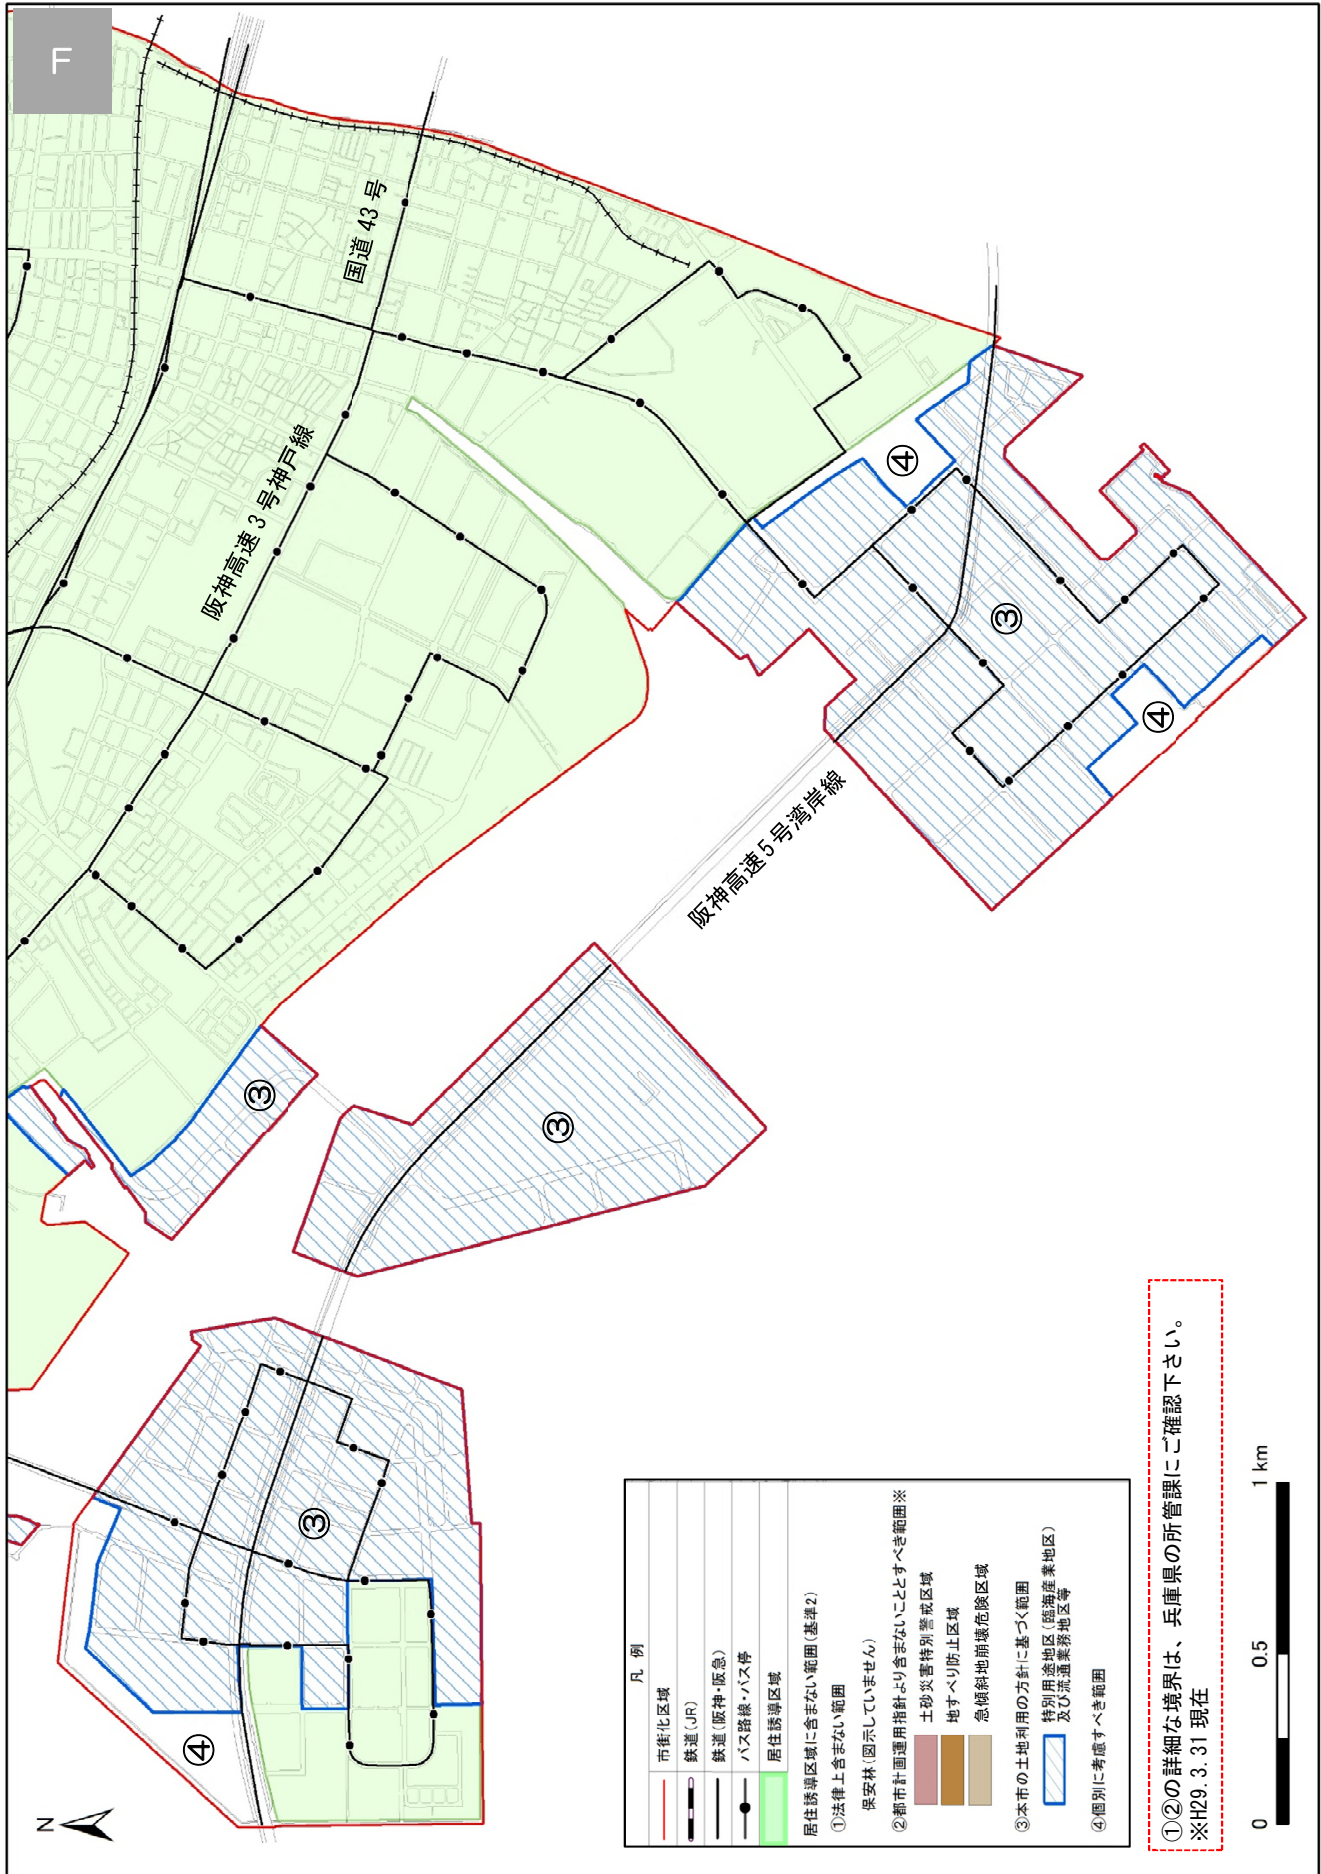 F
国道 43 号
阪神高速 3 号神戸線
④
③
④
阪神高速 5 号湾岸線
③
③
③
④
N
凡　例
市街化区域
鉄道(JR)
鉄道(阪神・阪急)
バス路線・バス停
居住誘導区域
居住誘導区域に含まない範囲(基準2)
①法律上含まない範囲
保安林(図示していません)
②都市計画運用指針より含まないこととすべき範囲※
土砂災害特別警戒区域
地すべり防止区域
急傾斜地崩壊危険区域
③本市の土地利用の方針に基づく範囲
特別用途地区(臨海産業地区)
及び流通業務地区等
④個別に考慮すべき範囲
①②の詳細な境界は、兵庫県の所管課にご確認下さい。
※H29.3.31 現在
0 0.5 1 km